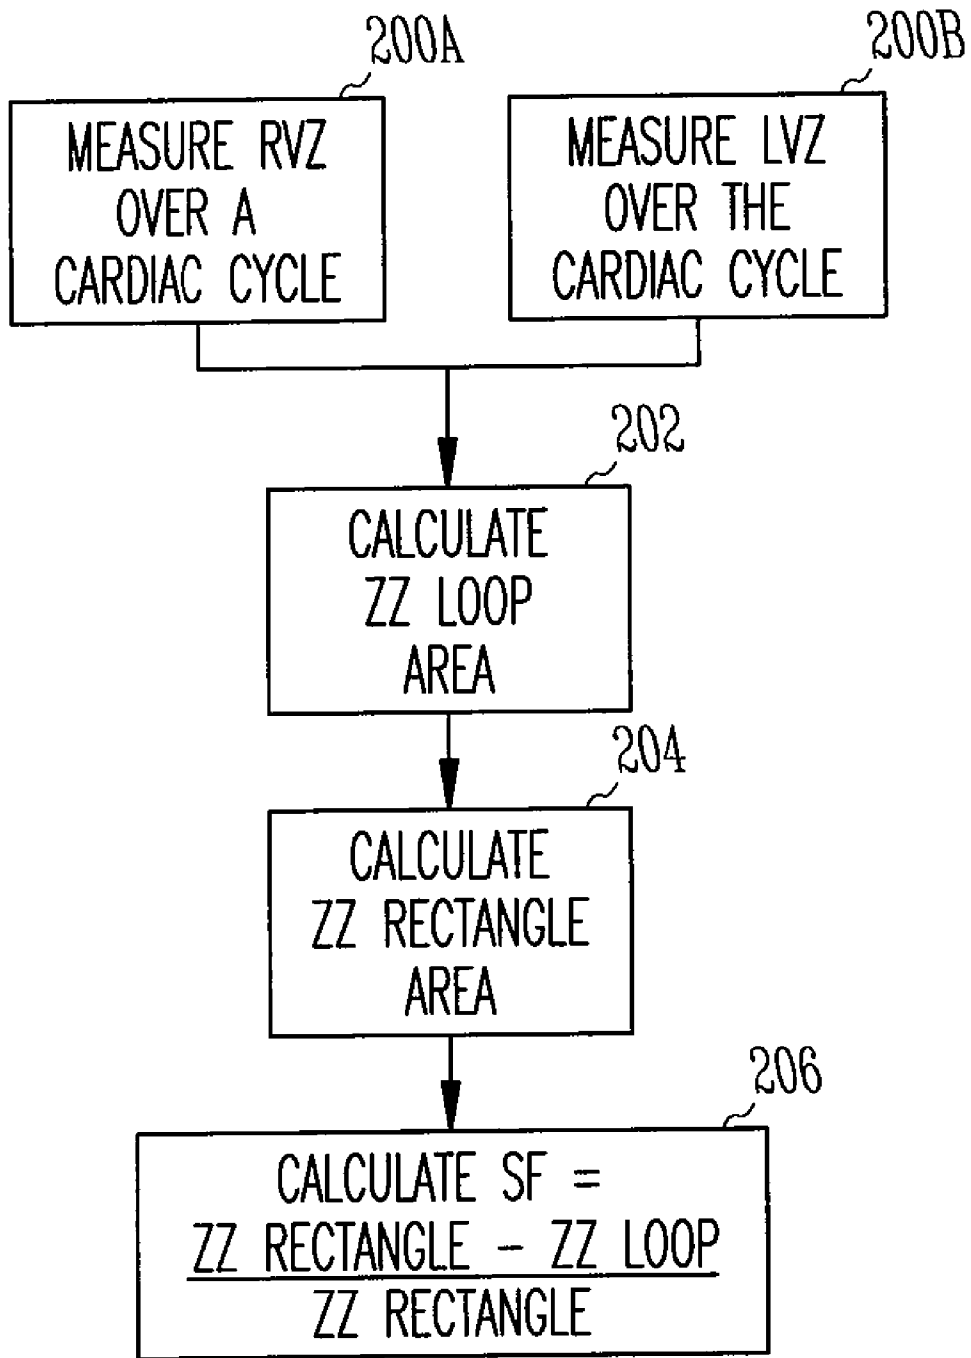 200A
MEASURE RVZ
OVER A
CARDIAC CYCLE
200B
MEASURE LVZ
OVER THE
CARDIAC CYCLE
202
CALCULATE
ZZ LOOP
AREA
204
CALCULATE
ZZ RECTANGLE
AREA
206
CALCULATE SF =
ZZ RECTANGLE - ZZ LOOP
ZZ RECTANGLE